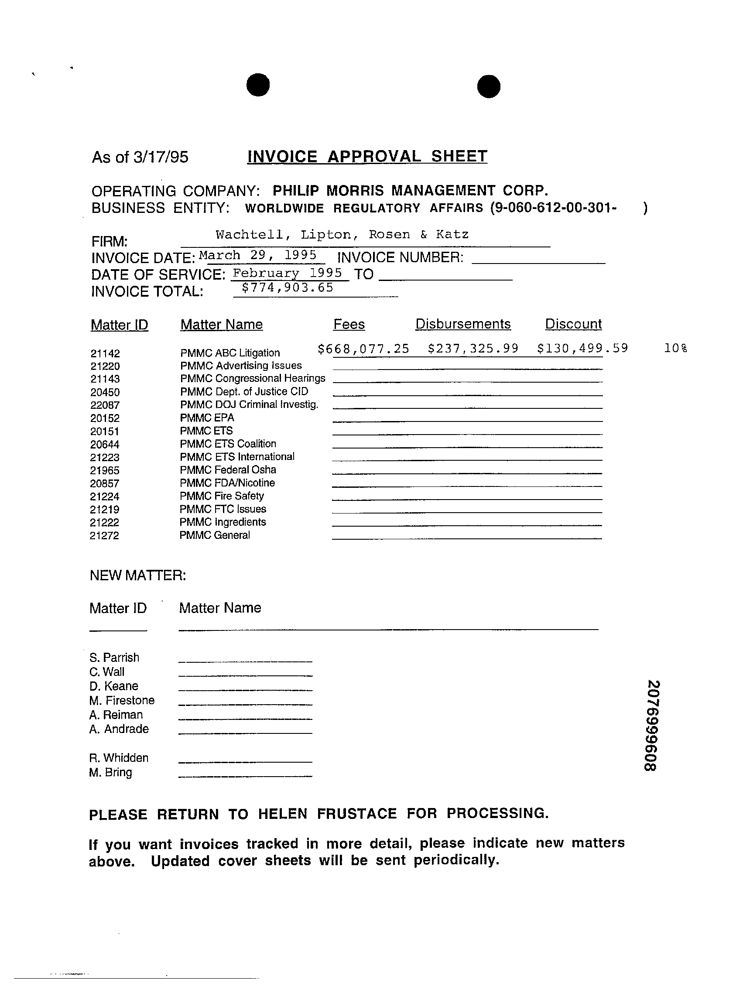 As of 3/17/95 INVOICE APPROVAL SHEET
OPERATING COMPANY: PHILIP MORRIS MANAGEMENT CORP.
BUSINESS ENTITY: WORLDWIDE REGULATORY AFFAIRS (9-060-612-00-301- )
FIRM: Wachtell, Lipton, Rosen & Katz
INVOICE DATE: March 29, 1995 INVOICE NUMBER:
DATE OF SERVICE: February 1995 TO
INVOICE TOTAL: $774,903.65
Matter ID Matter Name Fees Disbursements Discount
21142 PMMC ABC Litigation $668,077.25 $237,325.99 $130,499.59 10%
21220 PMMC Advertising Issues
21143 PMMC Congressional Hearings
20450 PMMC Dept. of Justice CID
22087 PMMC DOJ Criminal Investig.
20152 PMMC EPA
20151 PMMC ETS
20644 PMMC ETS Coalition
21223 PMMC ETS International
21965 PMMC Federal Osha
20857 PMMC FDA/Nicotine
21224 PMMC Fire Safety
21219 PMMC FTC Issues
21222 PMMC Ingredients
21272 PMMC General
NEW MATTER:
Matter ID Matter Name
S. Parrish
C. Wall
D. Keane
M. Firestone
A. Reiman
A. Andrade
R. Whidden
M. Bring
2076999608
PLEASE RETURN TO HELEN FRUSTACE FOR PROCESSING.
If you want invoices tracked in more detail, please indicate new matters
above. Updated cover sheets will be sent periodically.